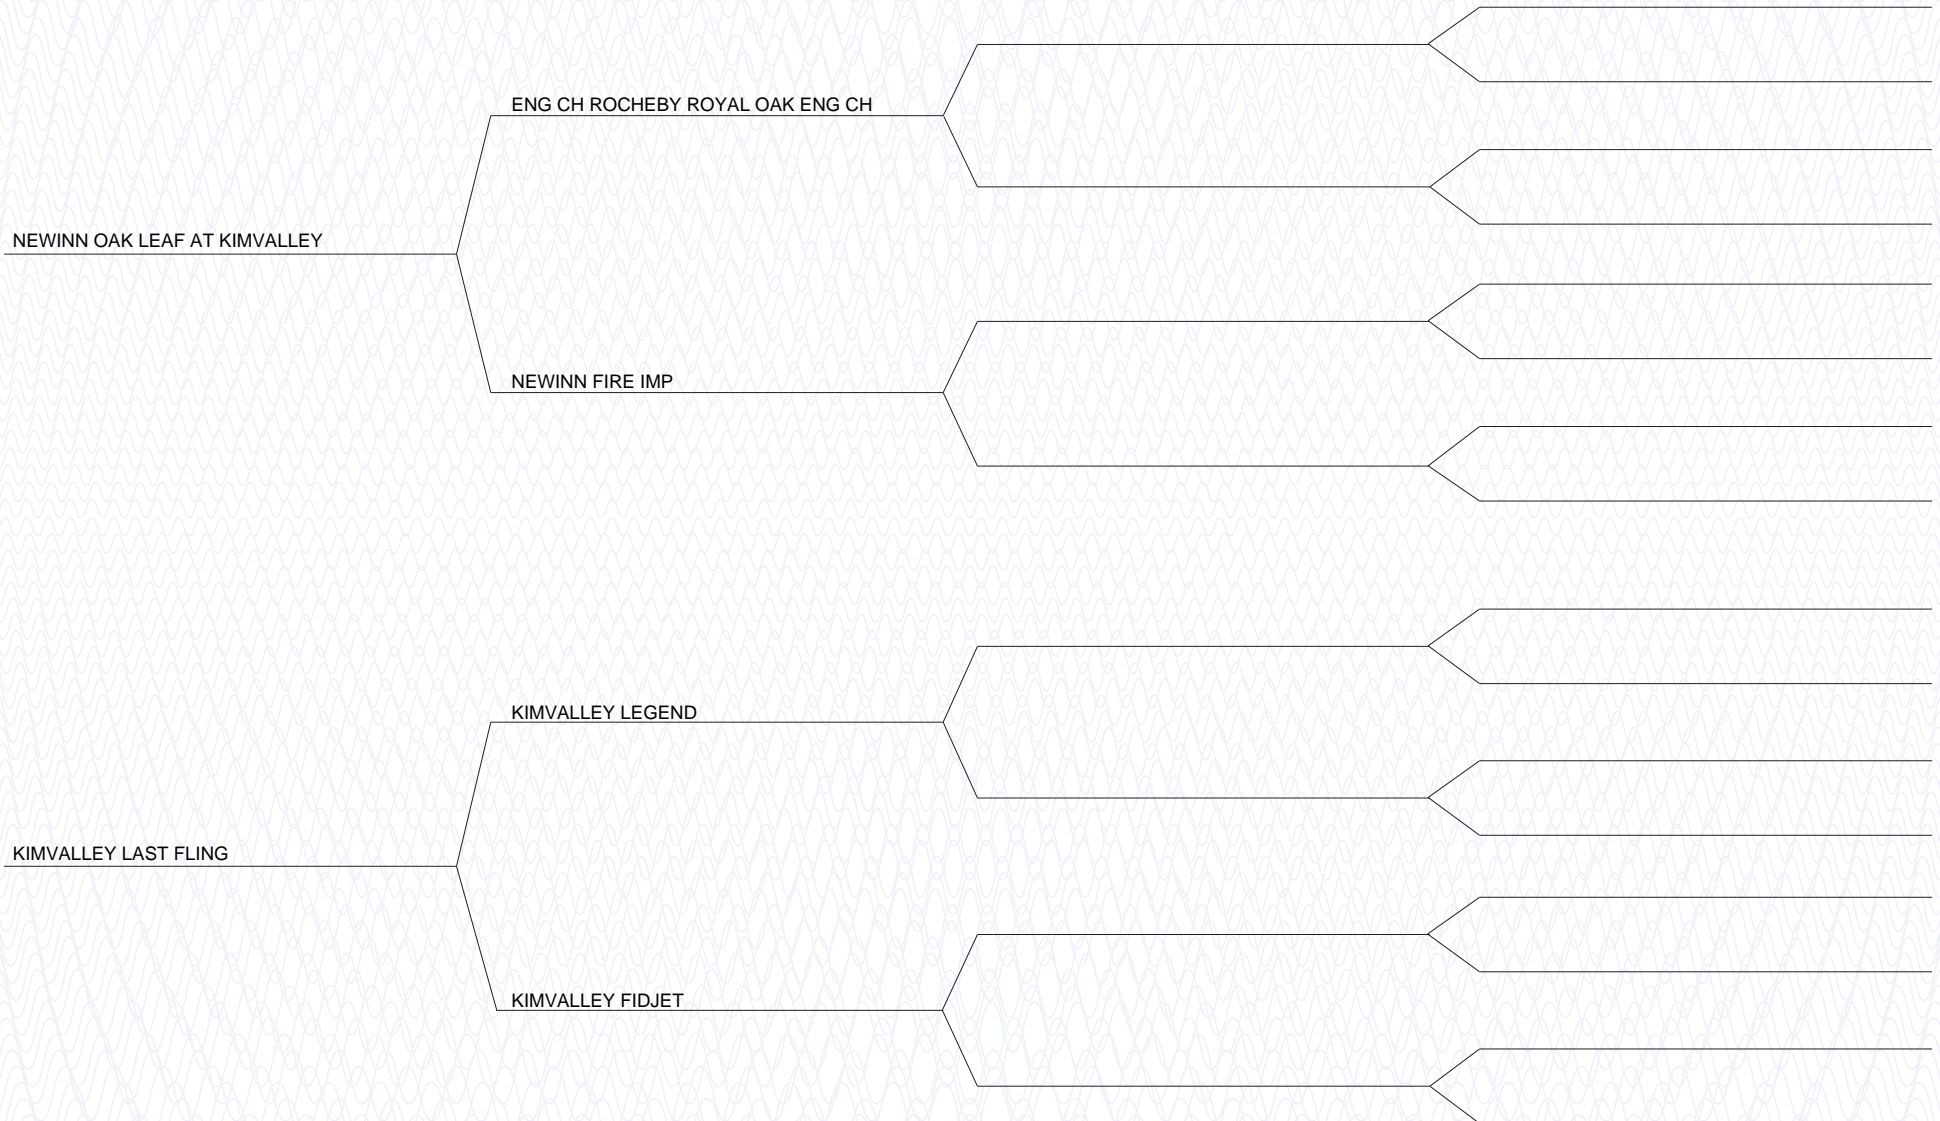 ENG CH ROCHEBY ROYAL OAK ENG CH
NEWINN OAK LEAF AT KIMVALLEY
NEWINN FIRE IMP
KIMVALLEY LEGEND
KIMVALLEY LAST FLING
KIMVALLEY FIDJET